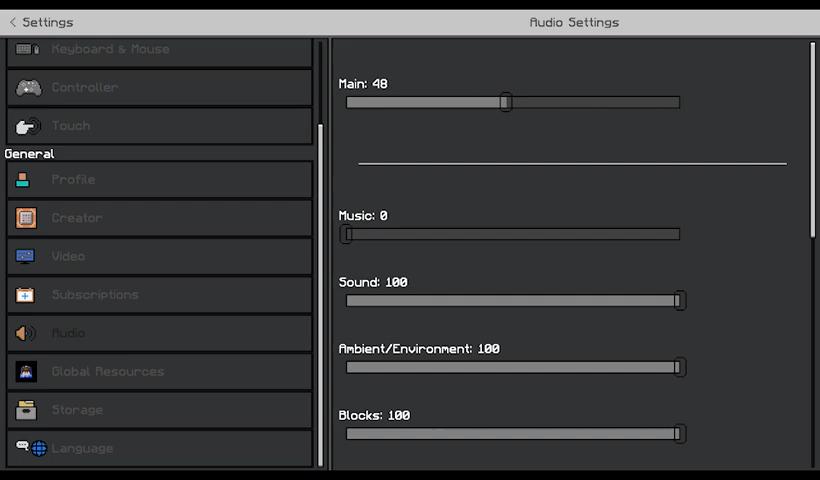 Settings
Audio Settings
Keyboard & Mouse
Controller
Touch
General
Profile
Creator
Video
Subscriptions
Audio
Global Resources
Storage
Language
Main: 48
Music: 0
Sound: 100
Ambient/Environment: 100
Blocks: 100